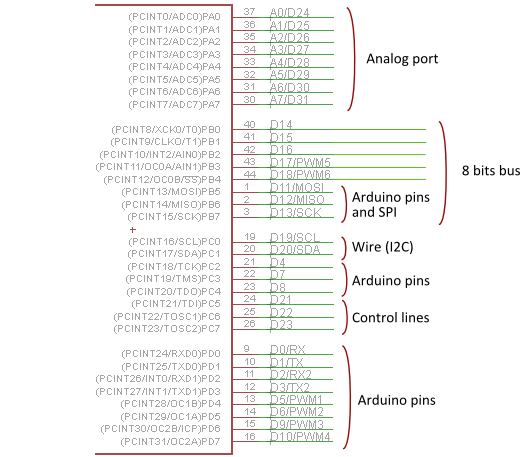 (PCINT0/ADC0)PA0 37 A0/D24
(PCINT1/ADC1)PA1 36 A1/D25
(PCINT2/ADC2)PA2 35 A2/D26
(PCINT3/ADC3)PA3 34 A3/D27
(PCINT4/ADC4)PA4 33 A4/D28
(PCINT5/ADC5)PA5 32 A5/D29
(PCINT6/ADC6)PA6 31 A6/D30
(PCINT7/ADC7)PA7 30 A7/D31
Analog port
(PCINT8/XCK0/T0)PB0 40 D14
(PCINT9/CLKO/T1)PB1 41 D15
(PCINT10/INT2/AIN0)PB2 42 D16
(PCINT11/OC0A/AIN1)PB3 43 D17/PWM5
(PCINT12/OC0B/SS)PB4 44 D18/PWM6
(PCINT13/MOSI)PB5 1 D11/MOSI
(PCINT14/MISO)PB6 2 D12/MISO
(PCINT15/SCK)PB7 3 D13/SCK
8 bits bus
Arduino pins
and SPI
(PCINT16/SCL)PC0 19 D19/SCL
(PCINT17/SDA)PC1 20 D20/SDA
(PCINT18/TCK)PC2 21 D4
(PCINT19/TMS)PC3 22 D7
(PCINT20/TDO)PC4 23 D8
(PCINT21/TDI)PC5 24 D21
(PCINT22/TOSC1)PC6 25 D22
(PCINT23/TOSC2)PC7 26 D23
Wire (I2C)
Arduino pins
Control lines
(PCINT24/RXD0)PD0 9 D0/RX
(PCINT25/TXD0)PD1 10 D1/TX
(PCINT26/INT0/RXD1)PD2 11 D2/RX2
(PCINT27/INT1/TXD1)PD3 12 D3/TX2
(PCINT28/OC1B)PD4 13 D5/PWM1
(PCINT29/OC1A)PD5 14 D6/PWM2
(PCINT30/OC2B/ICP)PD6 15 D9/PWM3
(PCINT31/OC2A)PD7 16 D10/PWM4
Arduino pins